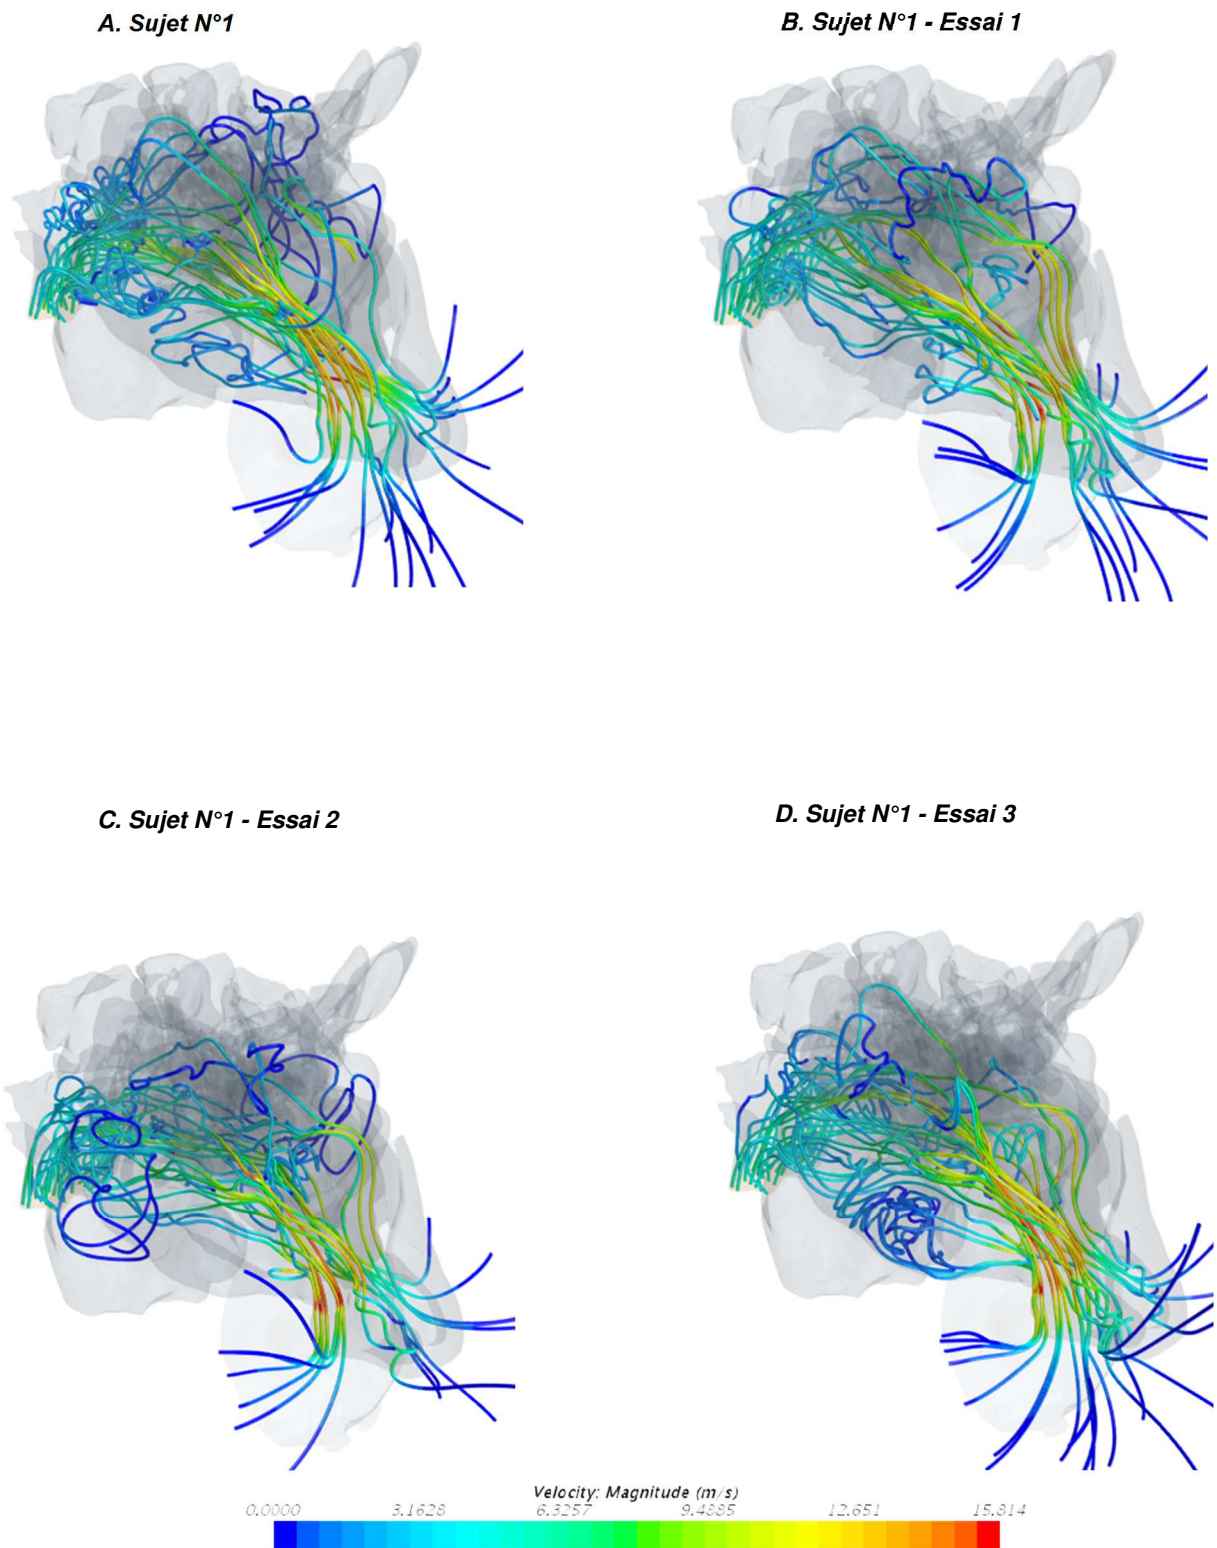 A. Sujet N°1
B. Sujet N°1 - Essai 1
C. Sujet N°1 - Essai 2
D. Sujet N°1 - Essai 3
Velocity: Magnitude (m/s)
0.0000 3.1628 6.3257 9.4885 12.651 15.814